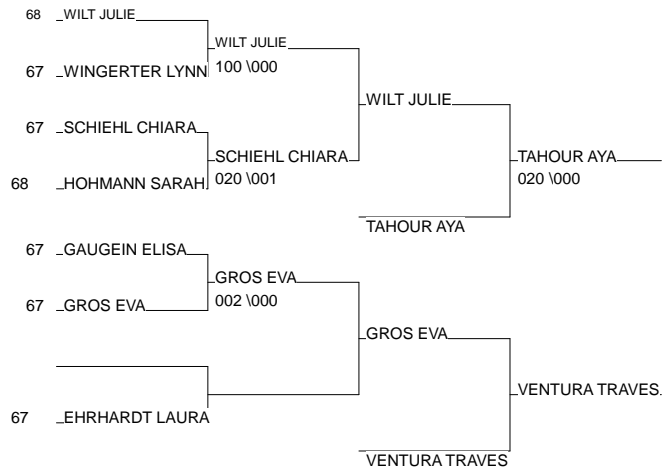 68 WILT JULIE
WILT JULIE
67 WINGERTER LYNN 100 \000
WILT JULIE
67 SCHIEHL CHIARA
SCHIEHL CHIARA TAHOUR AYA
68 HOHMANN SARAH 020 \001 020 \000
TAHOUR AYA
67 GAUGEIN ELISA
GROS EVA
67 GROS EVA 002 \000
GROS EVA
VENTURA TRAVES
67 EHRHARDT LAURA
VENTURA TRAVES